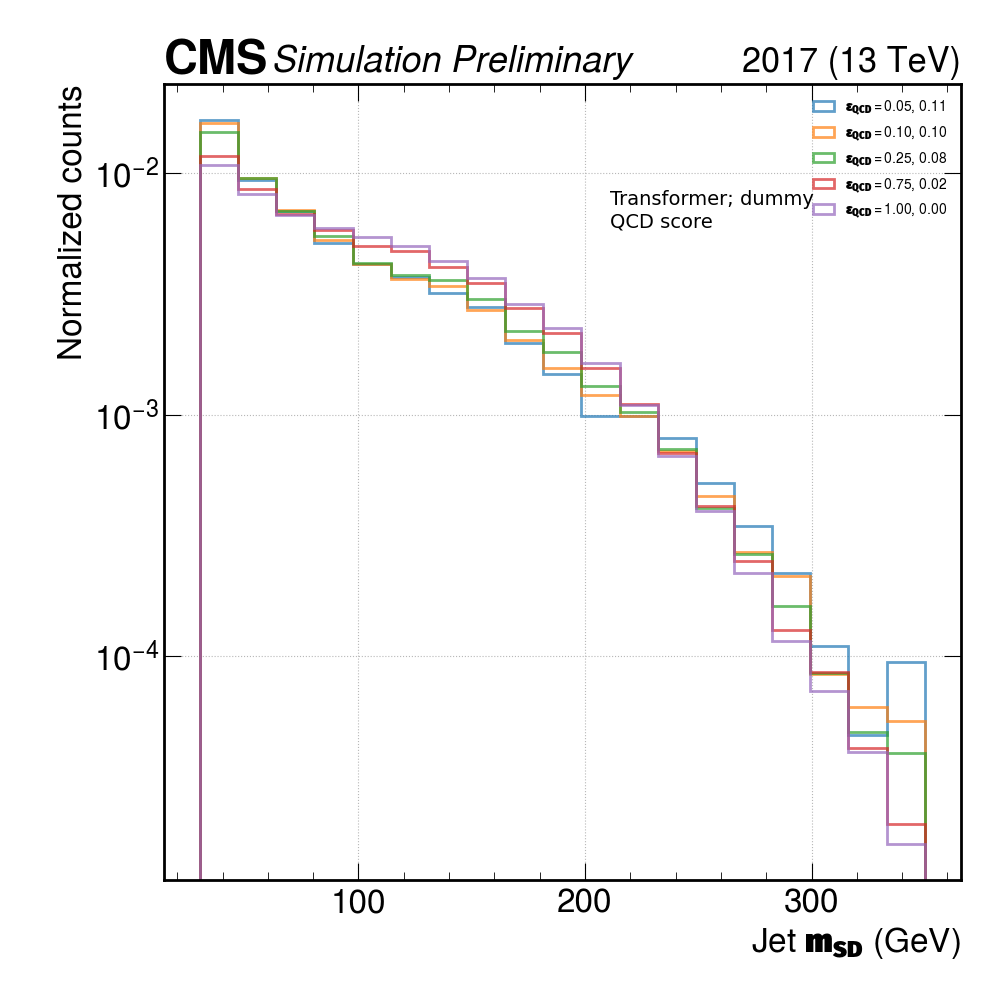 CMS Simulation Preliminary 2017 (13 TeV)
Normalized counts
10⁻²
10⁻³
10⁻⁴
ε_QCD = 0.05, 0.11
ε_QCD = 0.10, 0.10
ε_QCD = 0.25, 0.08
ε_QCD = 0.75, 0.02
ε_QCD = 1.00, 0.00
Transformer; dummy
QCD score
100 200 300
Jet m_SD (GeV)